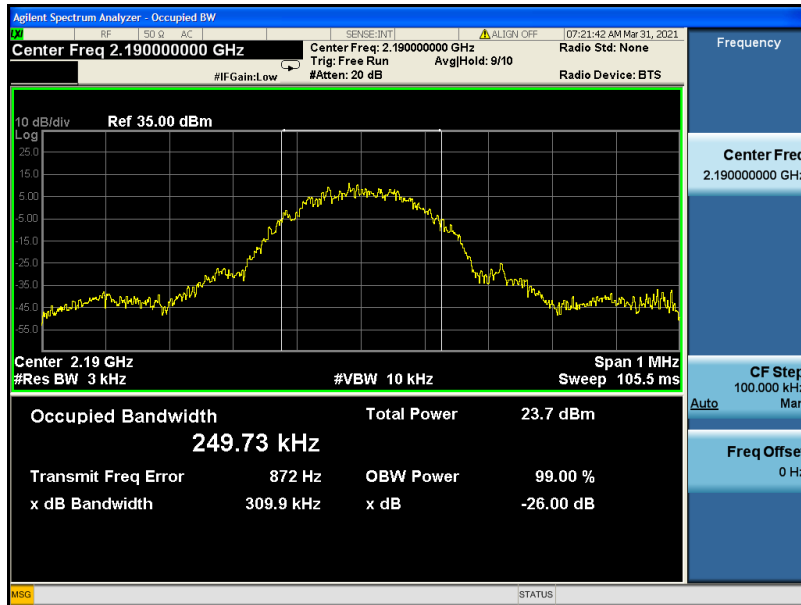 Agilent Spectrum Analyzer - Occupied BW
LXI RF 50 Ω AC SENSE:INT ALIGN OFF 07:21:42 AM Mar 31, 2021
Center Freq 2.190000000 GHz
Center Freq: 2.190000000 GHz
Radio Std: None
Trig: Free Run Avg|Hold: 9/10
#IFGain:Low
#Atten: 20 dB
Radio Device: BTS
Frequency
10 dB/div Ref 35.00 dBm
Log
25.0
15.0
5.00
-5.00
-15.0
-25.0
-35.0
-45.0
-55.0
Center 2.19 GHz Span 1 MHz
#Res BW 3 kHz #VBW 10 kHz Sweep 105.5 ms
Occupied Bandwidth
249.73 kHz
Total Power 23.7 dBm
Transmit Freq Error 872 Hz OBW Power 99.00 %
x dB Bandwidth 309.9 kHz x dB -26.00 dB
Center Freq
2.190000000 GHz
CF Step
100.000 kHz
Auto Man
Freq Offset
0 Hz
MSG STATUS